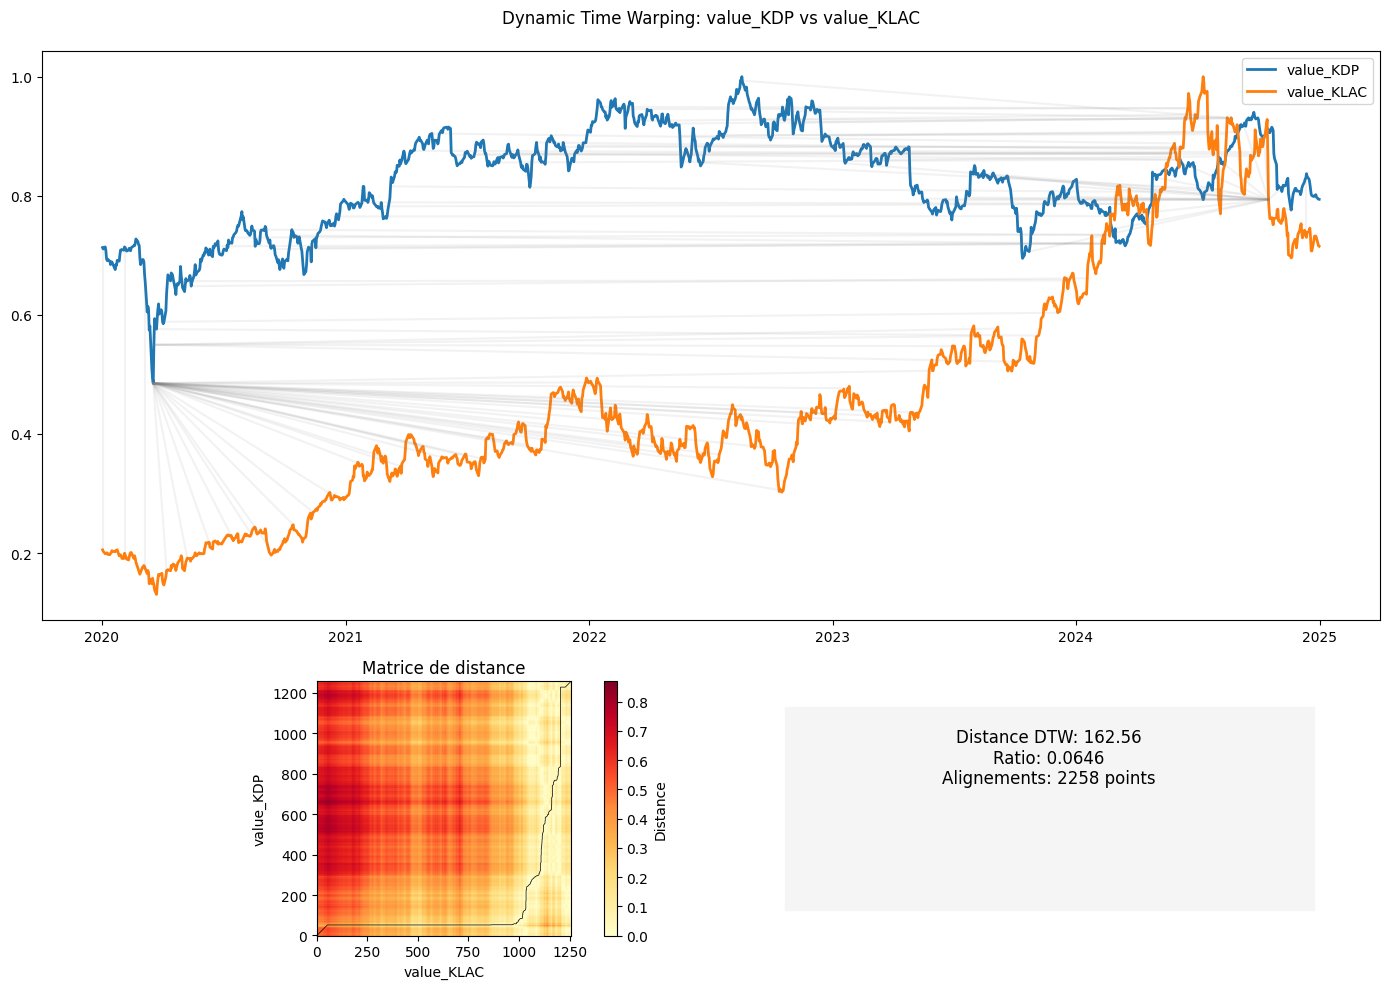 Dynamic Time Warping: value_KDP vs value_KLAC
value_KDP
value_KLAC
1.0
0.8
0.6
0.4
0.2
2020 2021 2022 2023 2024 2025
Matrice de distance
value_KDP
1200
1000
800
600
400
200
0
0 250 500 750 1000 1250
value_KLAC
0.8
0.7
0.6
0.5
0.4
0.3
0.2
0.1
0.0
Distance
Distance DTW: 162.56
Ratio: 0.0646
Alignements: 2258 points